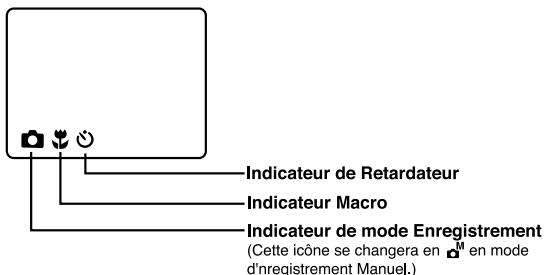 Indicateur de Retardateur
Indicateur Macro
Indicateur de mode Enregistrement
(Cette icône se changera en M en mode
d'nregistrement Manuel.)